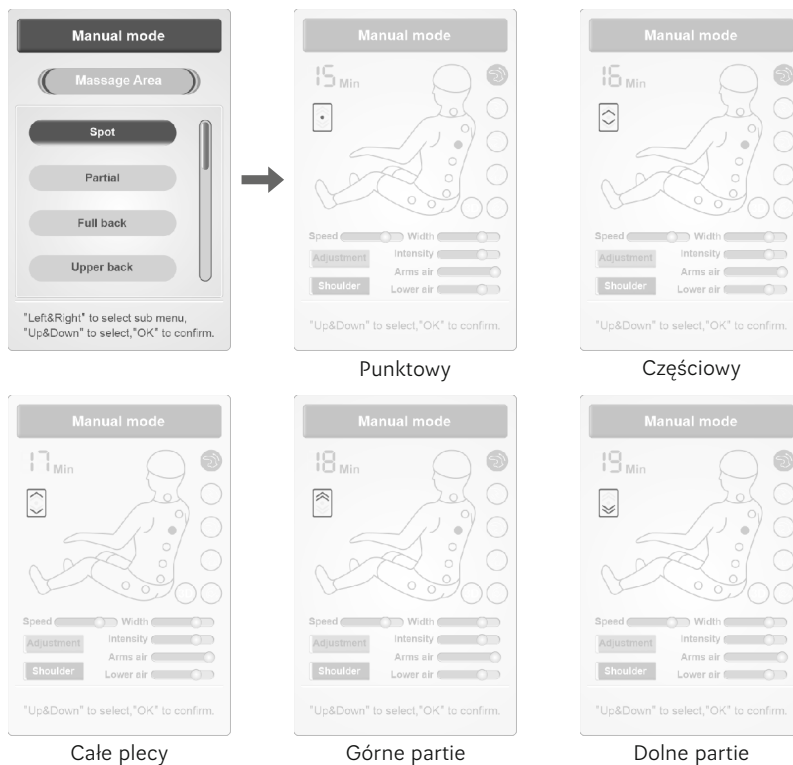 Manual mode
Massage Area
Spot
Partial
Full back
Upper back
"Left&Right" to select sub menu,
"Up&Down" to select,"OK" to confirm.
Manual mode
15 Min
Speed Width
Adjustment Intensity
Arms air
Shoulder Lower air
"Up&Down" to select,"OK" to confirm.
Punktowy
Manual mode
16 Min
Speed Width
Adjustment Intensity
Arms air
Shoulder Lower air
"Up&Down" to select,"OK" to confirm.
Częściowy
Manual mode
17 Min
Speed Width
Adjustment Intensity
Arms air
Shoulder Lower air
"Up&Down" to select,"OK" to confirm.
Całe plecy
Manual mode
18 Min
Speed Width
Adjustment Intensity
Arms air
Shoulder Lower air
"Up&Down" to select,"OK" to confirm.
Górne partie
Manual mode
19 Min
Speed Width
Adjustment Intensity
Arms air
Shoulder Lower air
"Up&Down" to select,"OK" to confirm.
Dolne partie